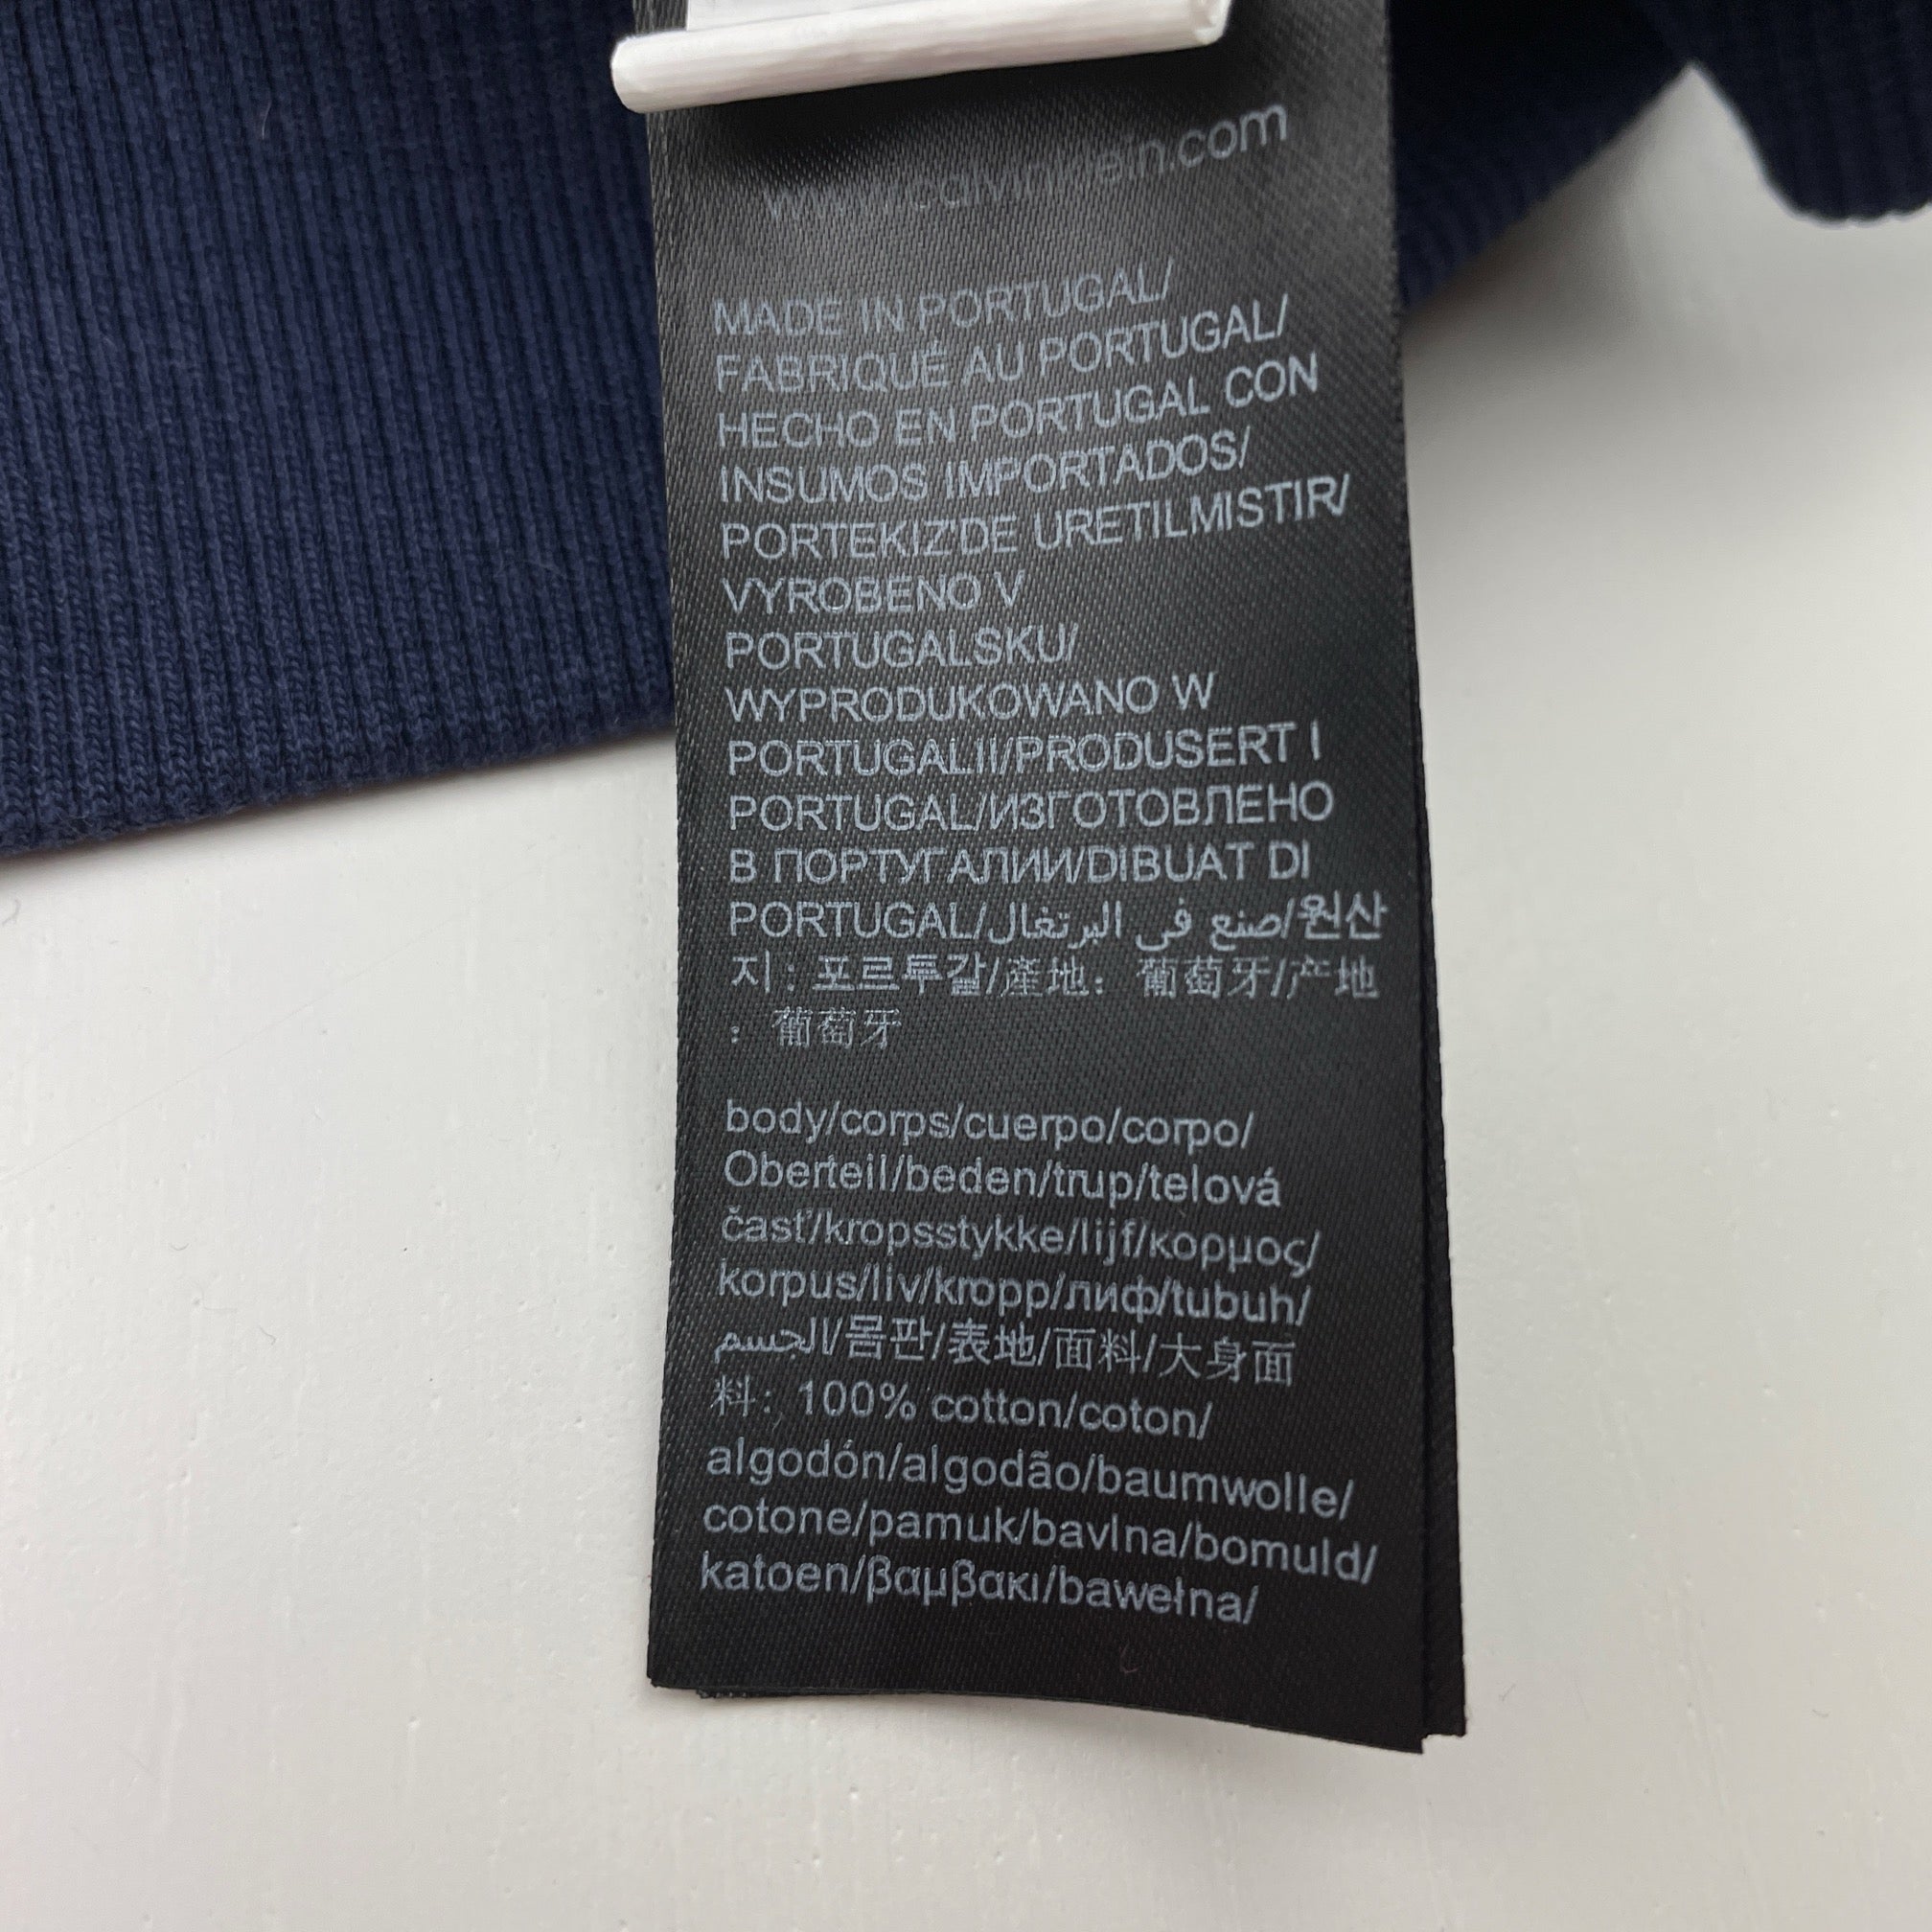 www.calvinklein.com
MADE IN PORTUGAL/
FABRIQUÉ AU PORTUGAL/
HECHO EN PORTUGAL CON
INSUMOS IMPORTADOS/
PORTEKIZ'DE URETILMISTIR/
VYROBENO V
PORTUGALSKU/
WYPRODUKOWANO W
PORTUGALII/PRODUSERT I
PORTUGAL/ИЗГОТОВЛЕНО
В ПОРТУГАЛИИ/DIBUAT DI
PORTUGAL/صنع في البرتغال/원산
지: 포르투갈/產地: 葡萄牙/产地
: 葡萄牙
body/corps/cuerpo/corpo/
Oberteil/beden/trup/telová
časť/kropsstykke/lijf/κορμος/
korpus/liv/kropp/лиф/tubuh/
الجسم/몸판/表地/面料/大身面
料: 100% cotton/coton/
algodón/algodão/baumwolle/
cotone/pamuk/bavlna/bomuld/
katoen/βαμβακι/bawełna/